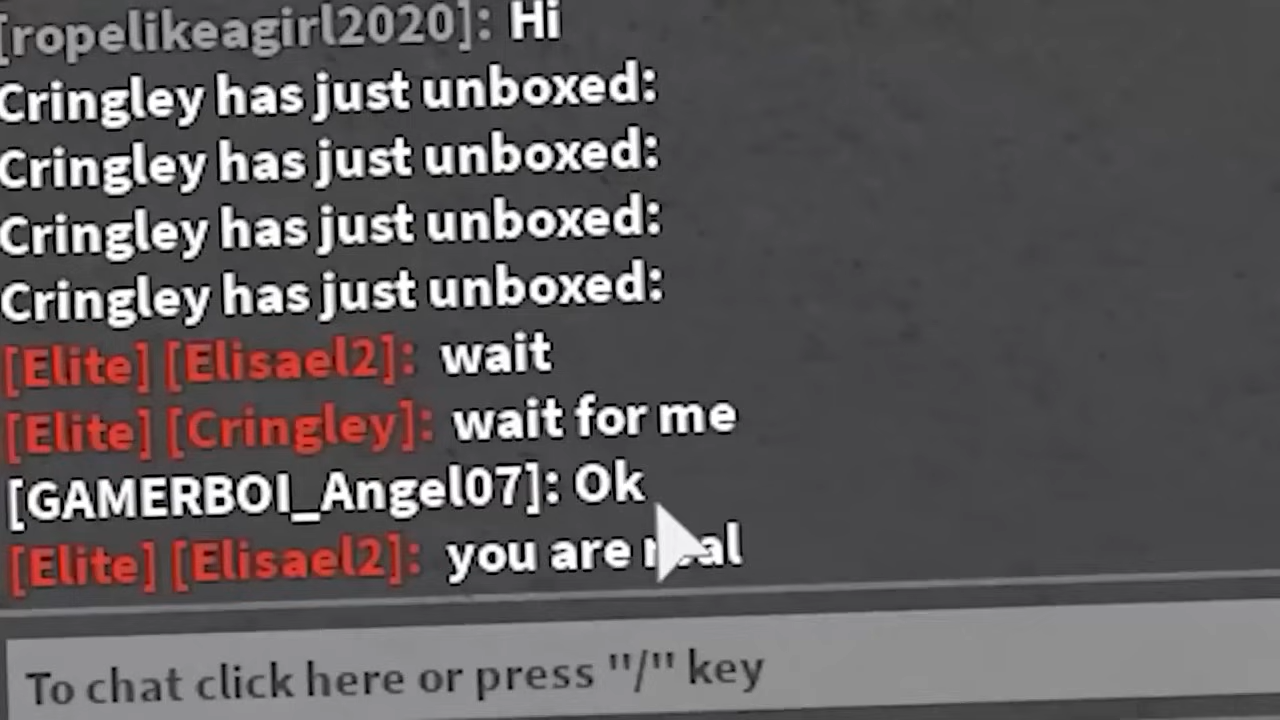 [ropelikeagirl2020]: Hi
Cringley has just unboxed:
Cringley has just unboxed:
Cringley has just unboxed:
Cringley has just unboxed:
[Elite] [Elisael2]: wait
[Elite] [Cringley]: wait for me
[GAMERBOI_Angel07]: Ok
[Elite] [Elisael2]: you are real
To chat click here or press "/" key